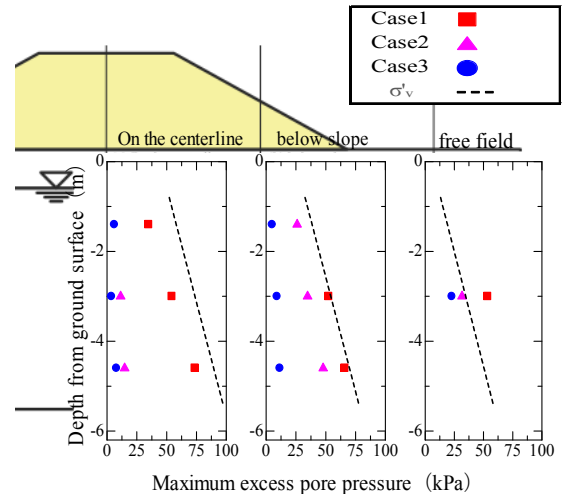 Case1
Case2
Case3
σ'v
On the centerline
below slope
free field
Depth from ground surface (m)
0
-2
-4
-6
0
-2
-4
-6
0
-2
-4
-6
0 25 50 75 100
0 25 50 75 100
0 25 50 75 100
Maximum excess pore pressure (kPa)